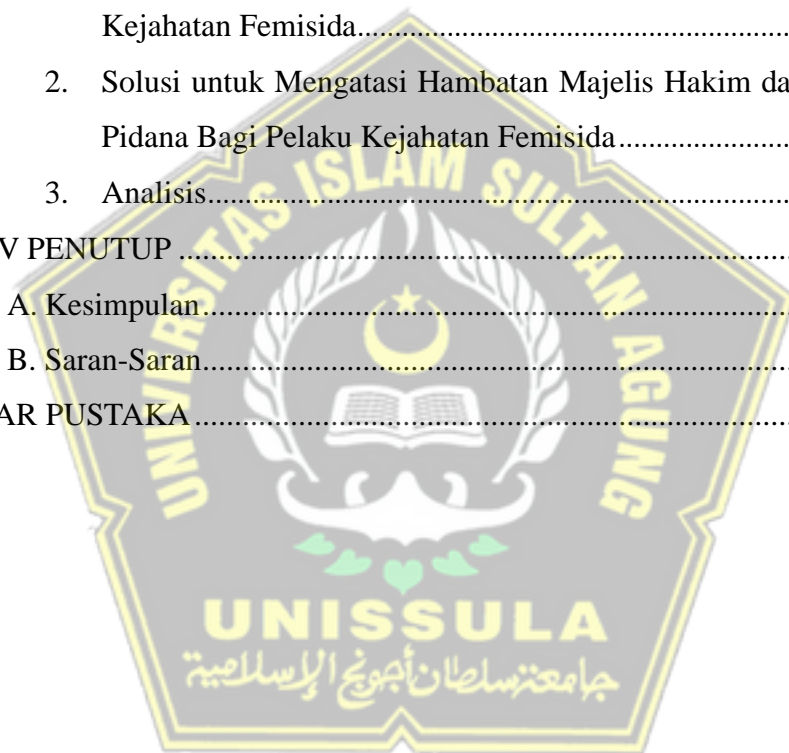 Kejahatan Femisida
2. Solusi untuk Mengatasi Hambatan Majelis Hakim da
Pidana Bagi Pelaku Kejahatan Femisida
3. Analisis
V PENUTUP
A. Kesimpulan
B. Saran-Saran
AR PUSTAKA
UNIVERSITAS ISLAM SULTAN AGUNG
UNISSULA
جامعة سلطان أجونج الإسلامية